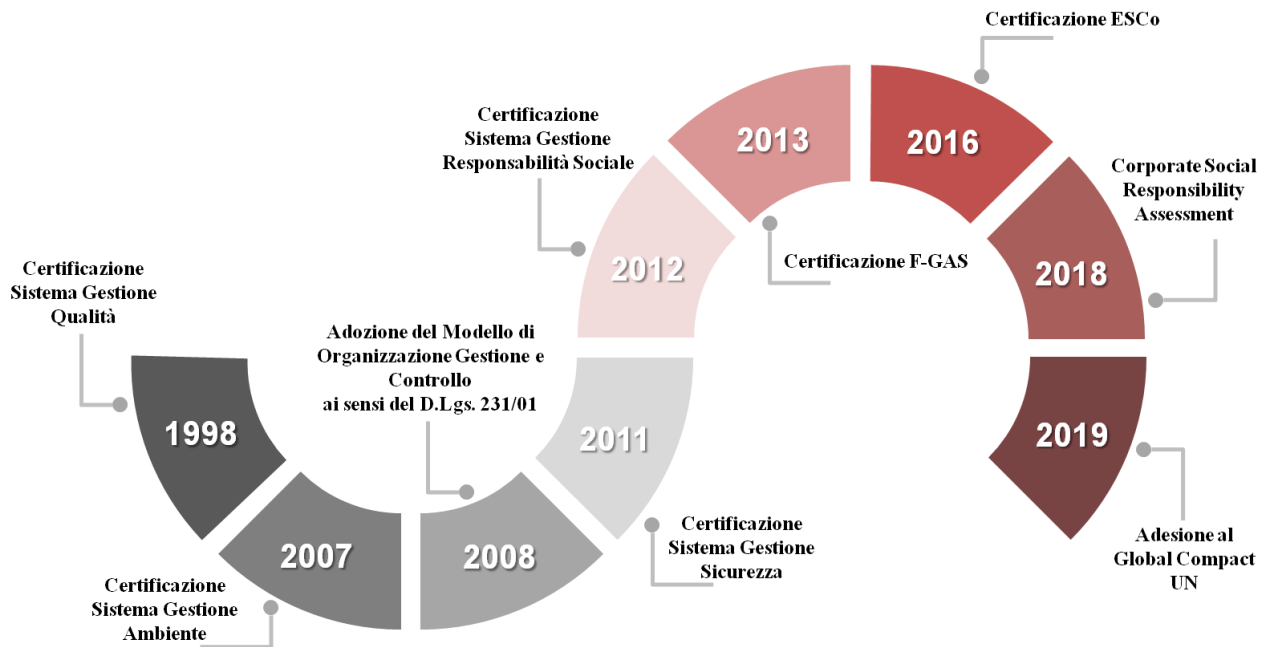 1998
Certificazione
Sistema Gestione
Qualità
2007
Certificazione
Sistema Gestione
Ambiente
2008
Adozione del Modello di
Organizzazione Gestione e
Controllo
ai sensi del D.Lgs. 231/01
2011
Certificazione
Sistema Gestione
Sicurezza
2012
Certificazione
Sistema Gestione
Responsabilità Sociale
2013
Certificazione F-GAS
2016
Certificazione ESCo
2018
Corporate Social
Responsibility
Assessment
2019
Adesione al
Global Compact
UN